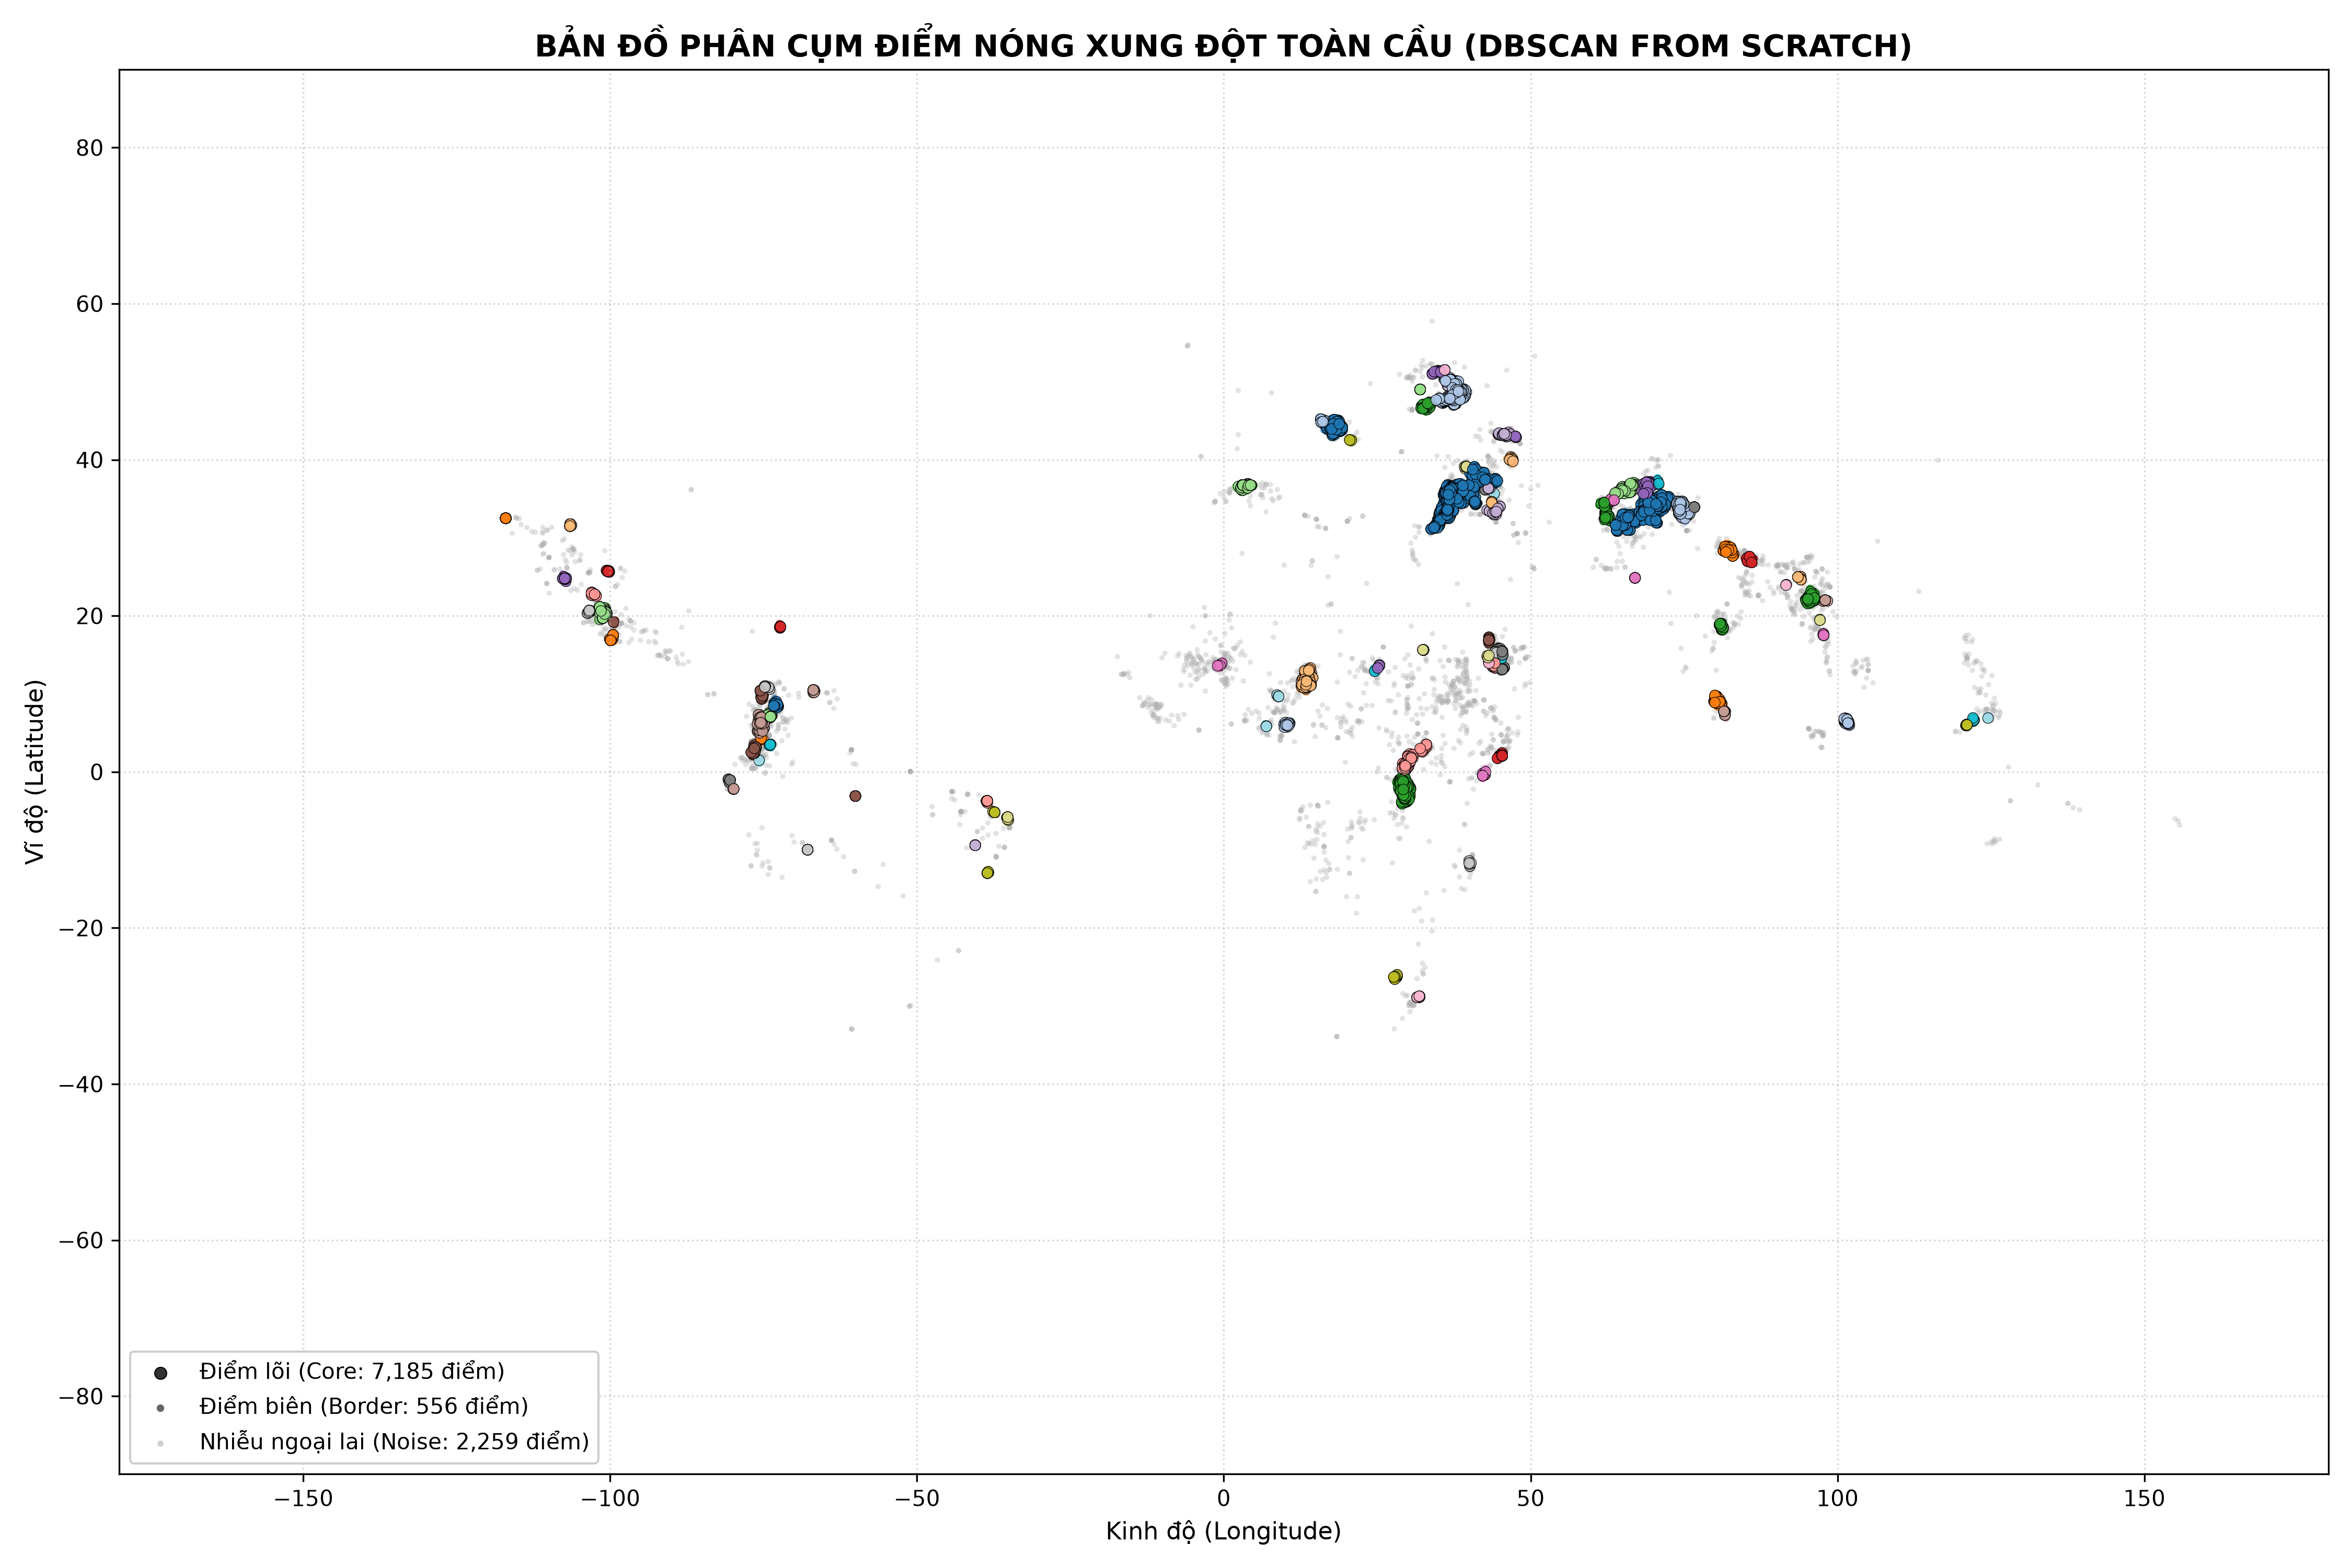 BẢN ĐỒ PHÂN CỤM ĐIỂM NÓNG XUNG ĐỘT TOÀN CẦU (DBSCAN FROM SCRATCH)
Vĩ độ (Latitude)
80
60
40
20
0
−20
−40
−60
−80
Điểm lõi (Core: 7,185 điểm)
Điểm biên (Border: 556 điểm)
Nhiễu ngoại lai (Noise: 2,259 điểm)
−150 −100 −50 0 50 100 150
Kinh độ (Longitude)